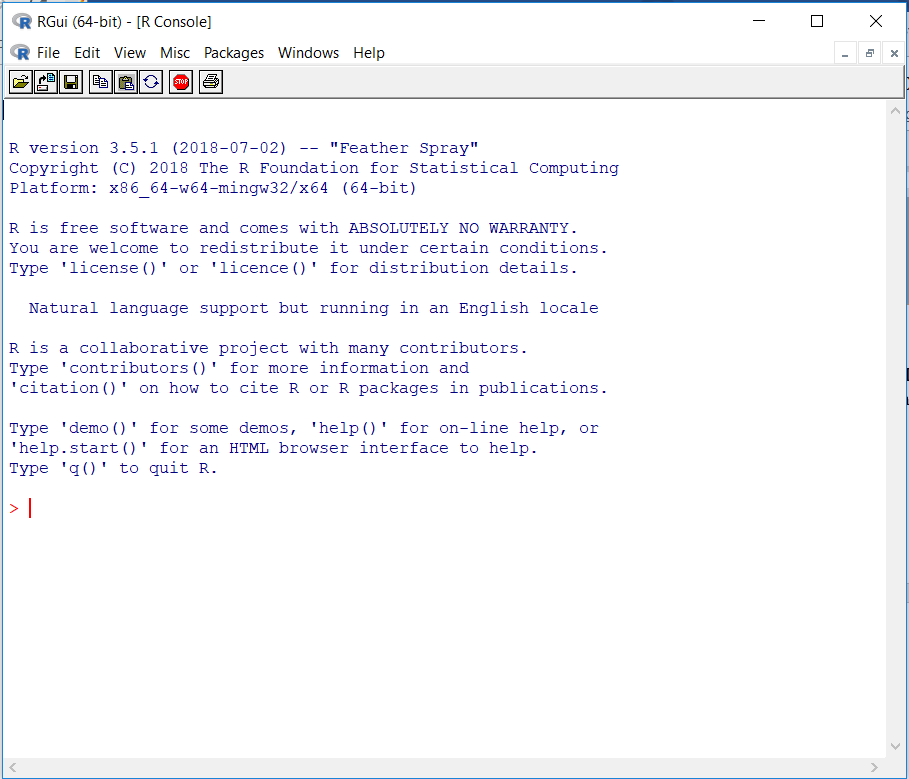 RGui (64-bit) - [R Console]
File Edit View Misc Packages Windows Help
STOP
R version 3.5.1 (2018-07-02) -- "Feather Spray"
Copyright (C) 2018 The R Foundation for Statistical Computing
Platform: x86_64-w64-mingw32/x64 (64-bit)
R is free software and comes with ABSOLUTELY NO WARRANTY.
You are welcome to redistribute it under certain conditions.
Type 'license()' or 'licence()' for distribution details.
Natural language support but running in an English locale
R is a collaborative project with many contributors.
Type 'contributors()' for more information and
'citation()' on how to cite R or R packages in publications.
Type 'demo()' for some demos, 'help()' for on-line help, or
'help.start()' for an HTML browser interface to help.
Type 'q()' to quit R.
>